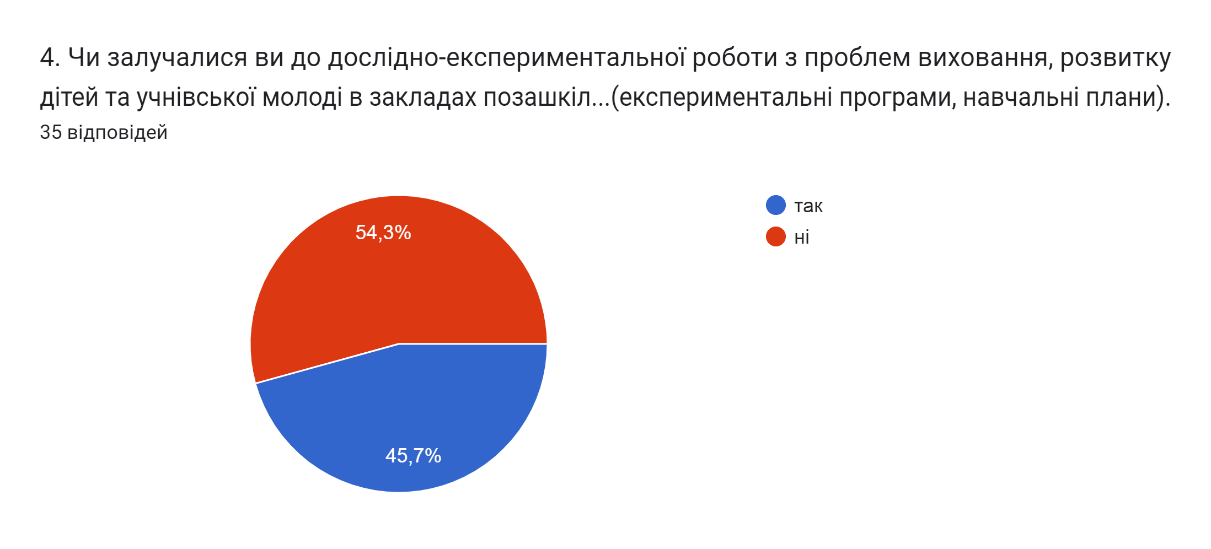 4. Чи залучалися ви до дослідно-експериментальної роботи з проблем виховання, розвитку
дітей та учнівської молоді в закладах позашкіл...(експериментальні програми, навчальні плани).
35 відповідей
так
ні
54,3%
45,7%